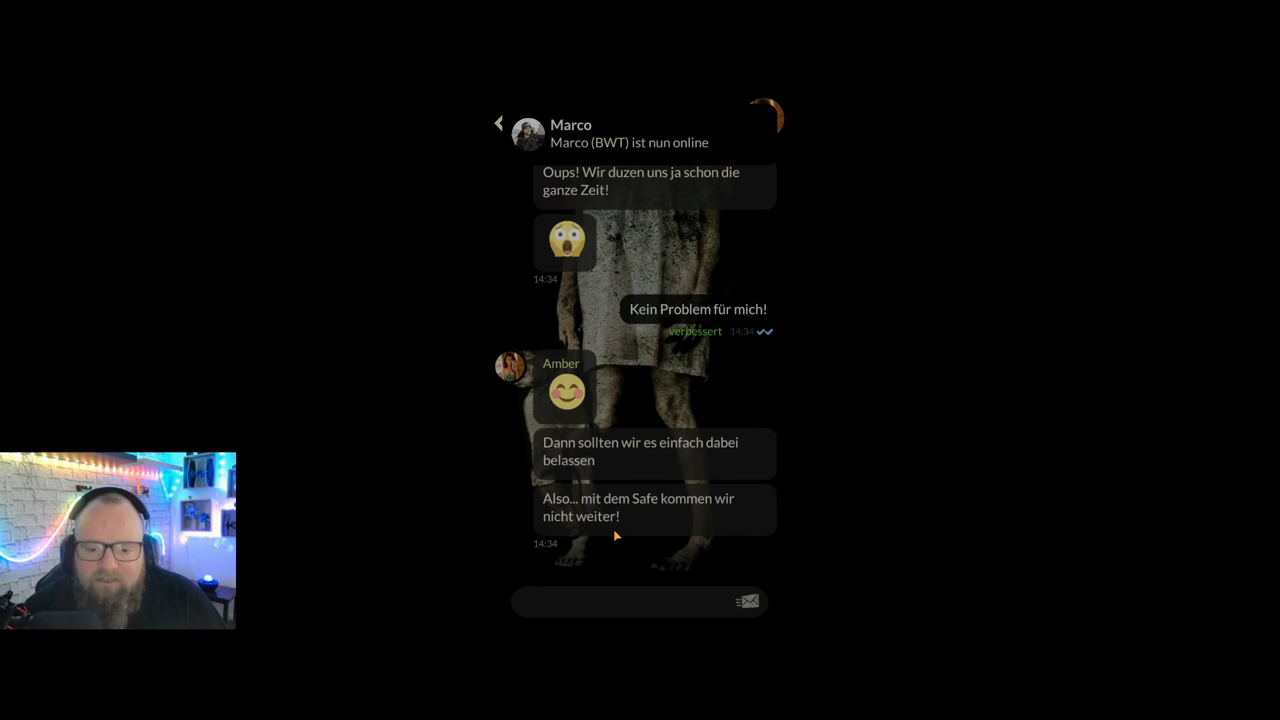 Marco
Marco (BWT) ist nun online
Oups! Wir duzen uns ja schon die
ganze Zeit!
14:34
Kein Problem für mich!
verbessert 14:34
Amber
Dann sollten wir es einfach dabei
belassen
Also... mit dem Safe kommen wir
nicht weiter!
14:34